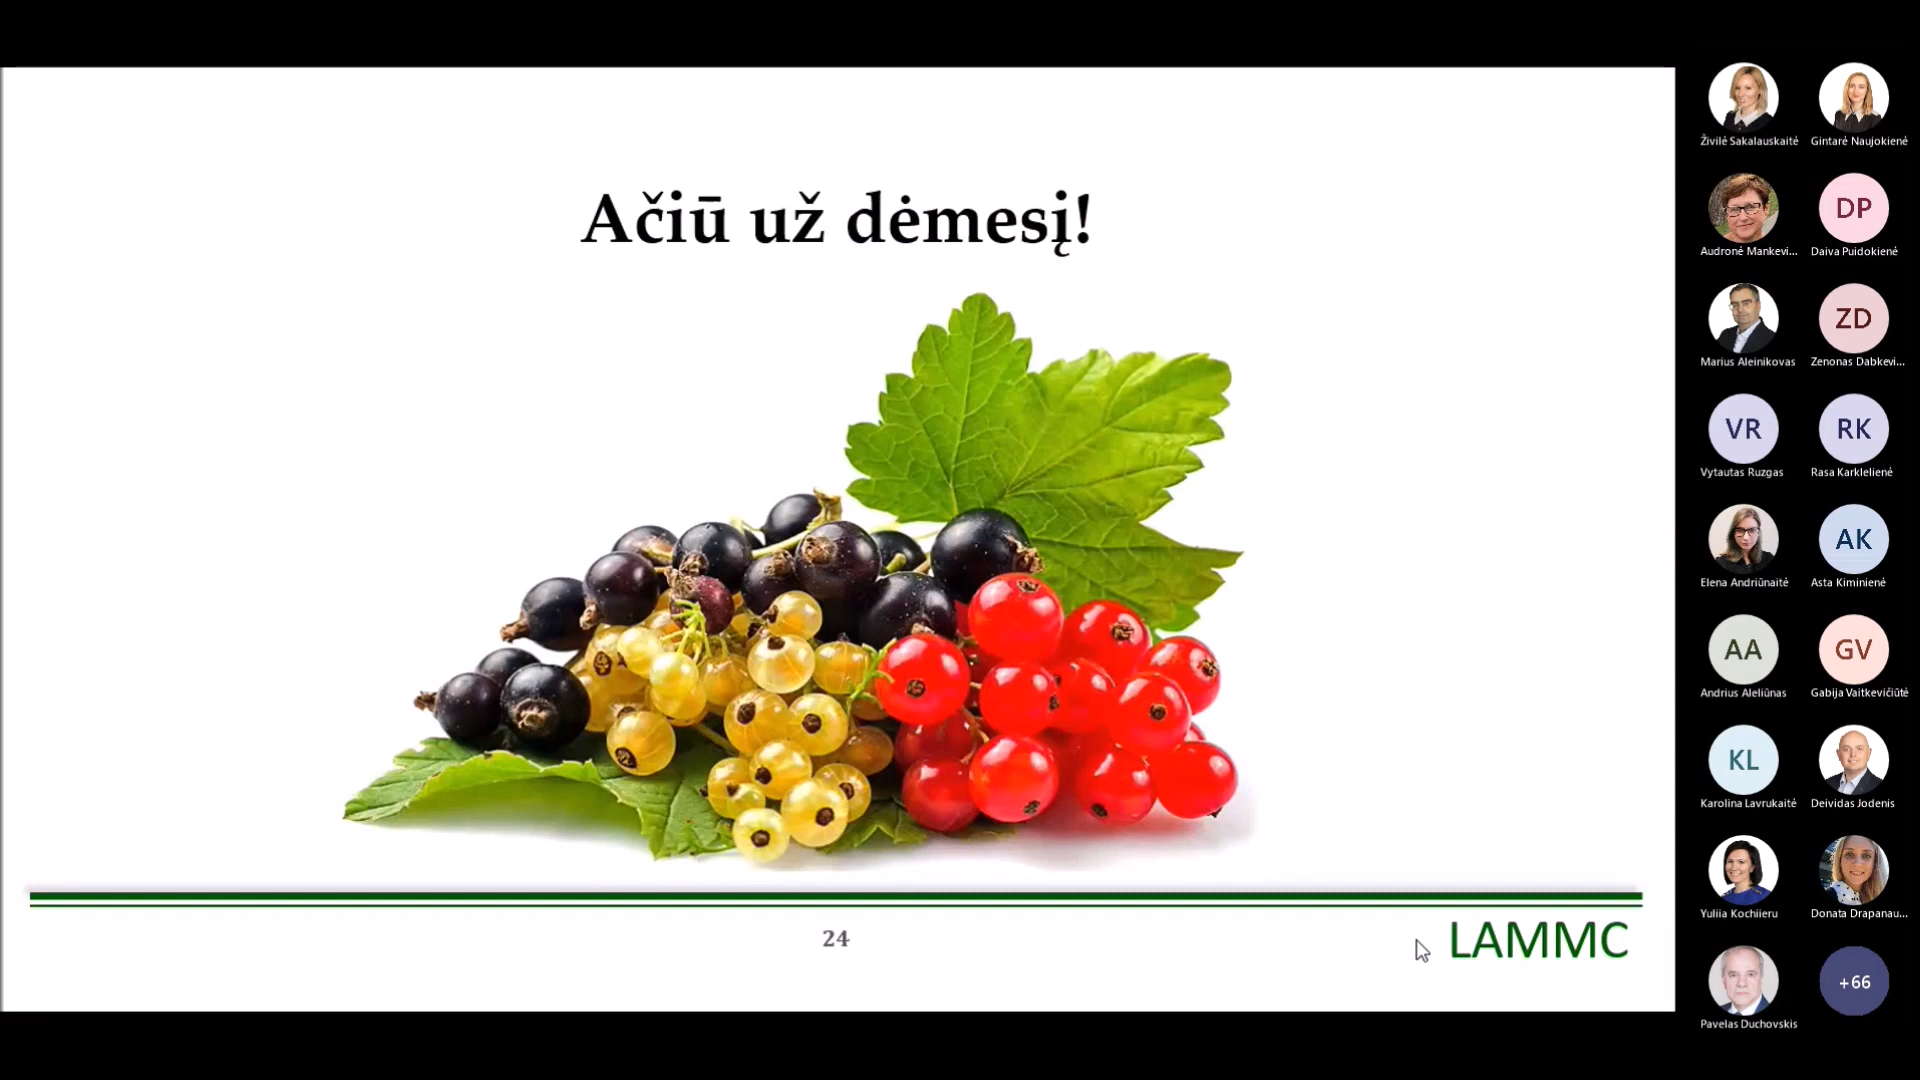 Ačiū už dėmesį!
24
LAMMC
Živilė Sakalauskaitė
Gintarė Naujokienė
Audronė Mankevi...
DP
Daiva Puidokienė
Marius Aleinikovas
ZD
Zenonas Dabkevi...
VR
Vytautas Ruzgas
RK
Rasa Karklelienė
Elena Andriūnaitė
AK
Asta Kiminienė
AA
Andrius Aleliūnas
GV
Gabija Vaitkevičiūtė
KL
Karolina Lavrukaitė
Deividas Jodenis
Yuliia Kochiieru
Donata Drapanau...
Pavelas Duchovskis
+66